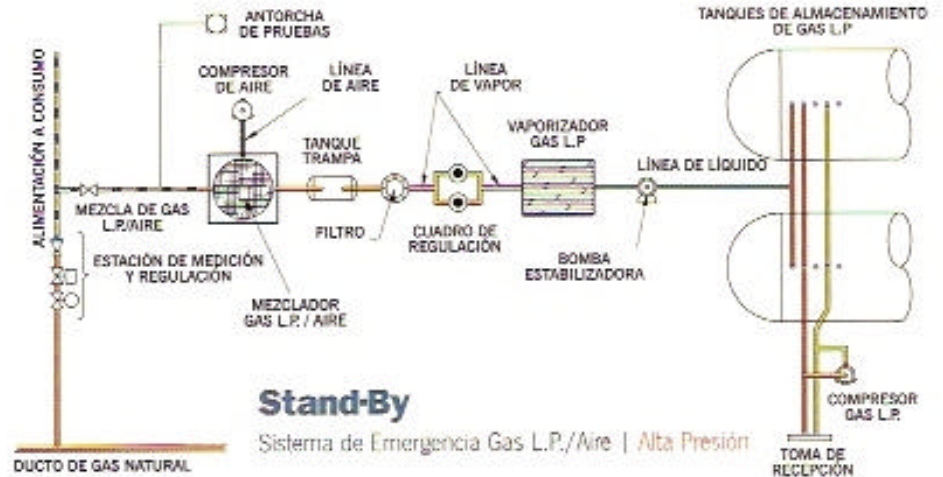 ANTORCHA
DE PRUEBAS
TANQUES DE ALMACENAMIENTO
DE GAS L.P
ALIMENTACIÓN A CONSUMO
COMPRESOR
DE AIRE
LÍNEA
DE AIRE
LÍNEA
DE VAPOR
TANQUE
TRAMPA
VAPORIZADOR
GAS L.P
LÍNEA DE LÍQUIDO
MEZCLA DE GAS
L.P./AIRE
FILTRO
CUADRO DE
REGULACIÓN
BOMBA
ESTABILIZADORA
ESTACIÓN DE MEDICIÓN
Y REGULACIÓN
MEZCLADOR
GAS L.P. / AIRE
COMPRESOR
GAS L.P.
Stand-By
Sistema de Emergencia Gas L.P./Aire | Alta Presión
DUCTO DE GAS NATURAL
TOMA DE
RECEPCIÓN